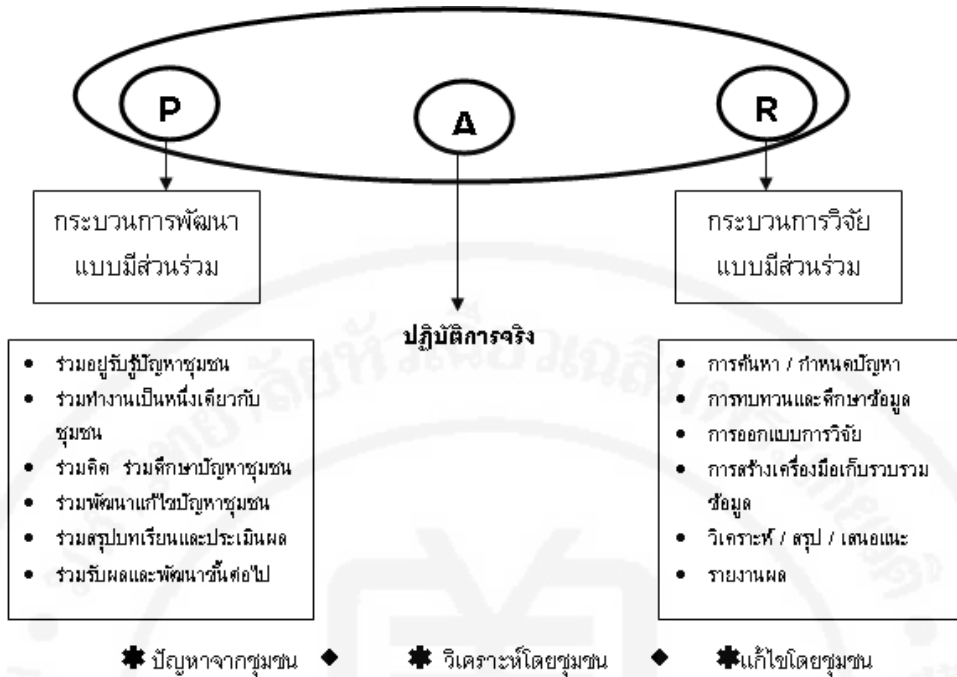 P
A
R
กระบวนการพัฒนา
แบบมีส่วนร่วม
กระบวนการวิจัย
แบบมีส่วนร่วม
ปฏิบัติการจริง
• ร่วมอยู่รับรู้ปัญหาชุมชน
• ร่วมทำงานเป็นหนึ่งเดียวกับ
ชุมชน
• ร่วมคิด ร่วมศึกษาปัญหาชุมชน
• ร่วมพัฒนาแก้ไขปัญหาชุมชน
• ร่วมสรุปบทเรียนและประเมินผล
• ร่วมรับผลและพัฒนาขั้นต่อไป
• การค้นหา / กำหนดปัญหา
• การทบทวนและศึกษาข้อมูล
• การออกแบบการวิจัย
• การสร้างเครื่องมือเก็บรวบรวม
ข้อมูล
• วิเคราะห์ / สรุป / เสนอแนะ
• รายงานผล
✱ ปัญหาจากชุมชน ◆ ✱ วิเคราะห์โดยชุมชน ◆ ✱แก้ไขโดยชุมชน